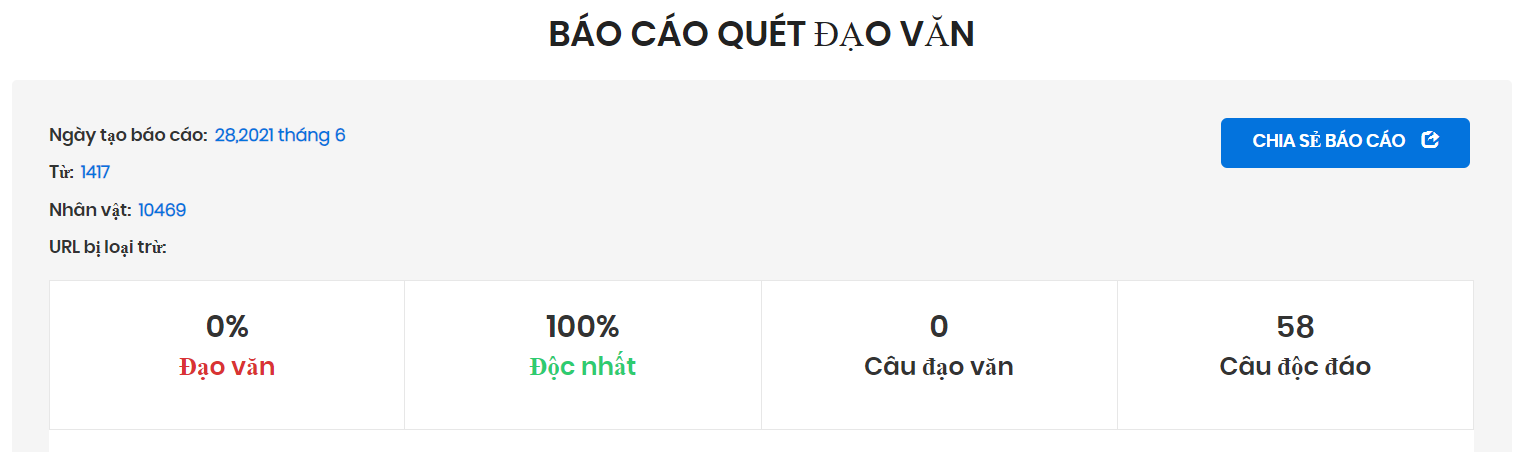 BÁO CÁO QUÉT ĐẠO VĂN
Ngày tạo báo cáo: 28,2021 tháng 6
CHIA SẺ BÁO CÁO
Từ: 1417
Nhân vật: 10469
URL bị loại trừ:
0%
Đạo văn
100%
Độc nhất
0
Câu đạo văn
58
Câu độc đáo